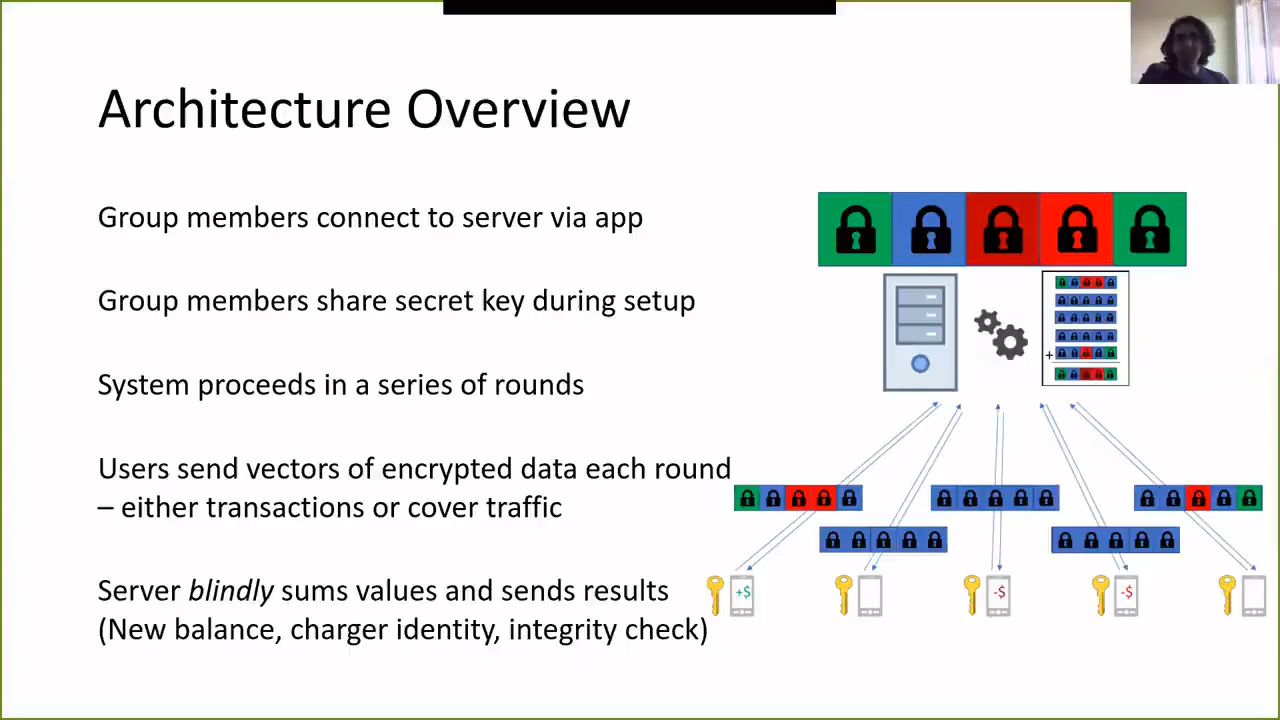 Architecture Overview
Group members connect to server via app
Group members share secret key during setup
System proceeds in a series of rounds
Users send vectors of encrypted data each round
– either transactions or cover traffic
Server blindly sums values and sends results
(New balance, charger identity, integrity check)
+
+$
-$
-$